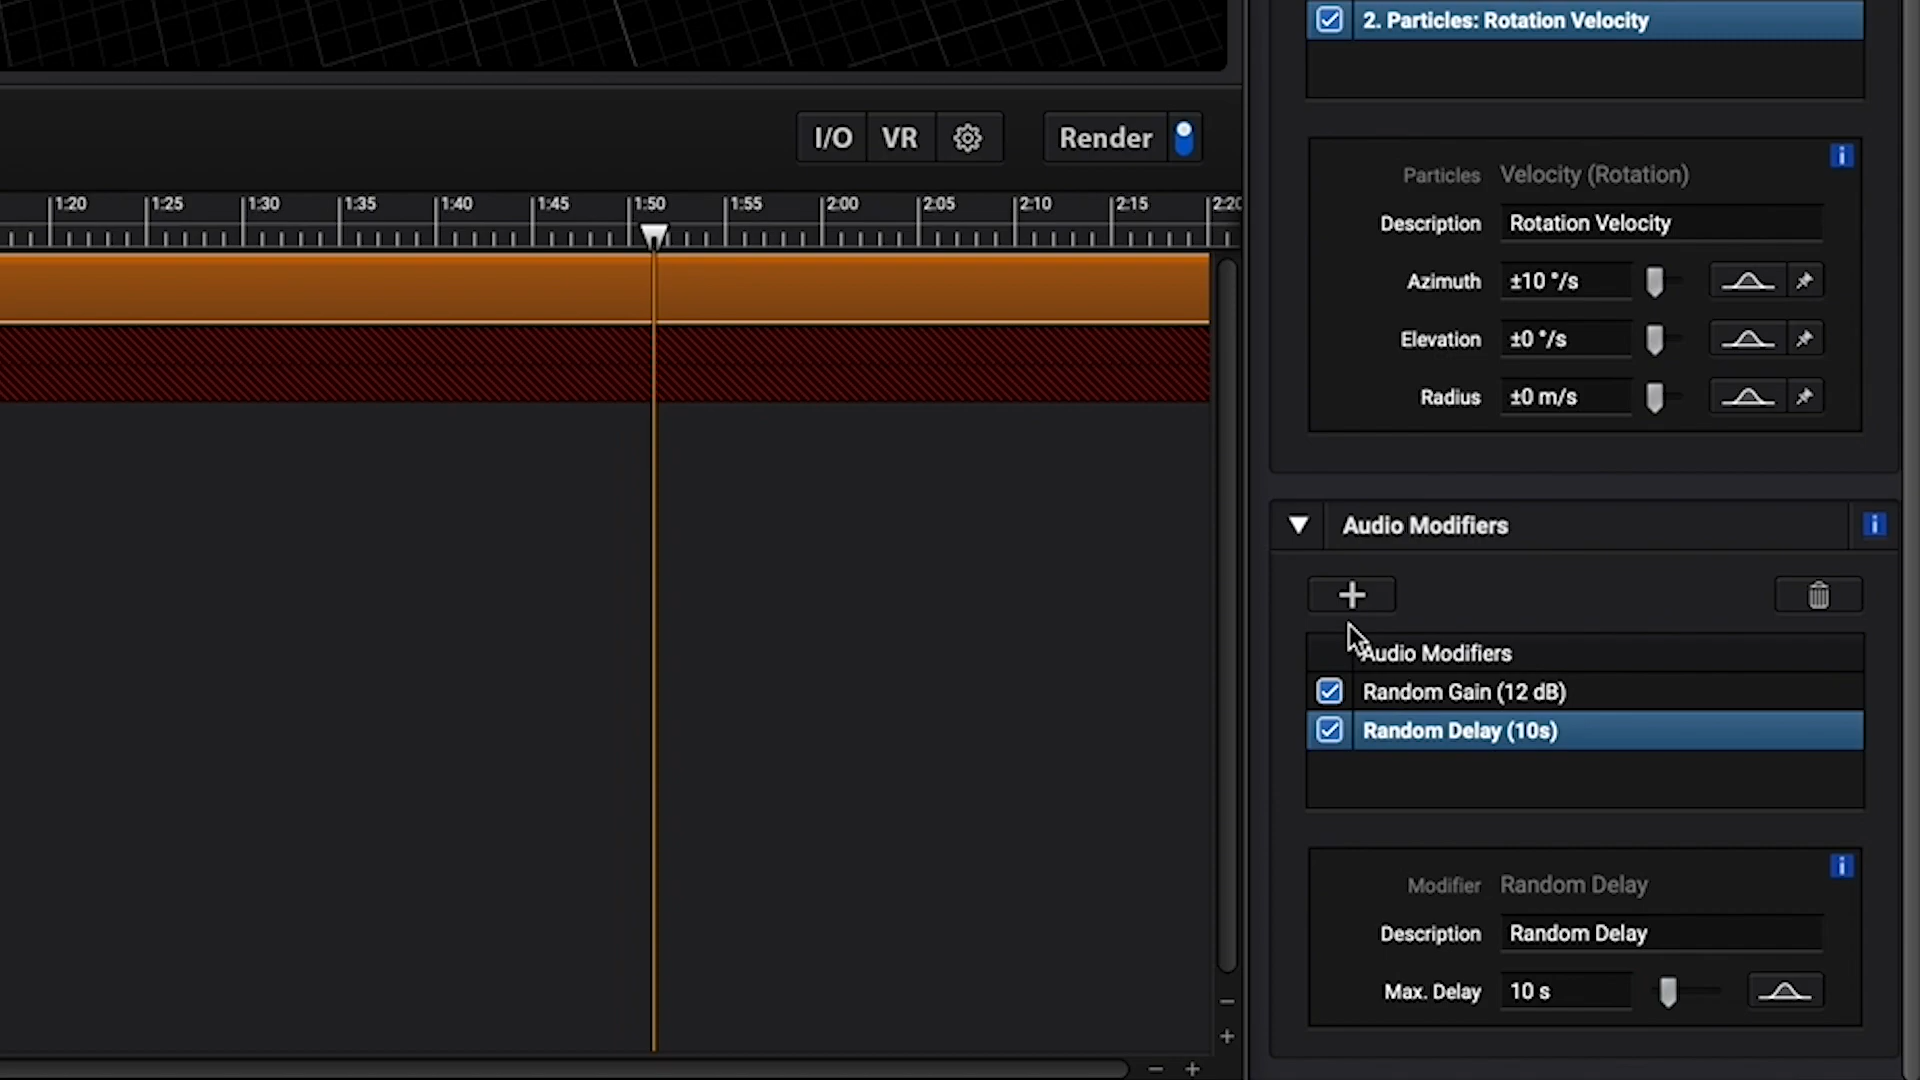 2. Particles: Rotation Velocity
I/O VR Render
1:20 1:25 1:30 1:35 1:40 1:45 1:50 1:55 2:00 2:05 2:10 2:15 2:20
Particles Velocity (Rotation)
Description Rotation Velocity
Azimuth ±10 °/s
Elevation ±0 °/s
Radius ±0 m/s
Audio Modifiers
Audio Modifiers
Random Gain (12 dB)
Random Delay (10s)
Modifier Random Delay
Description Random Delay
Max. Delay 10 s